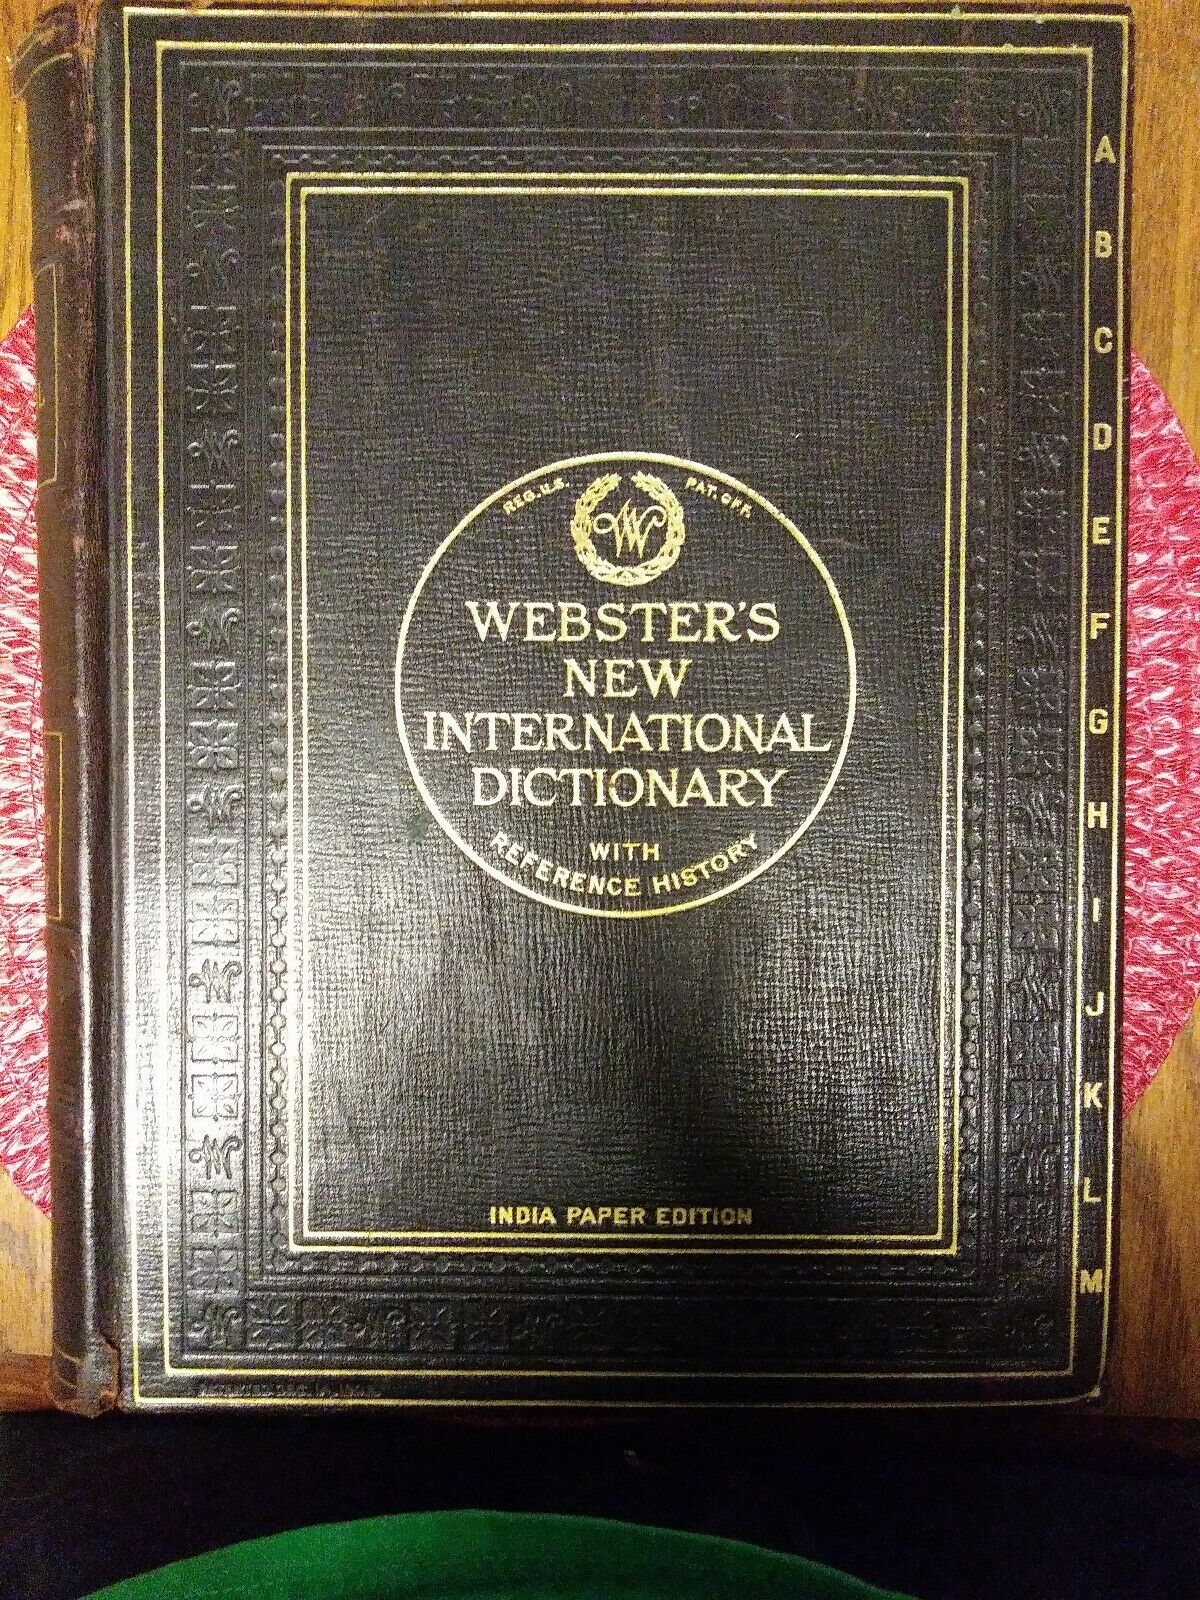 REG. U.S. PAT. OFF.
W
WEBSTER'S
NEW
INTERNATIONAL
DICTIONARY
WITH
REFERENCE HISTORY
INDIA PAPER EDITION
A
B
C
D
E
F
G
H
I
J
K
L
M